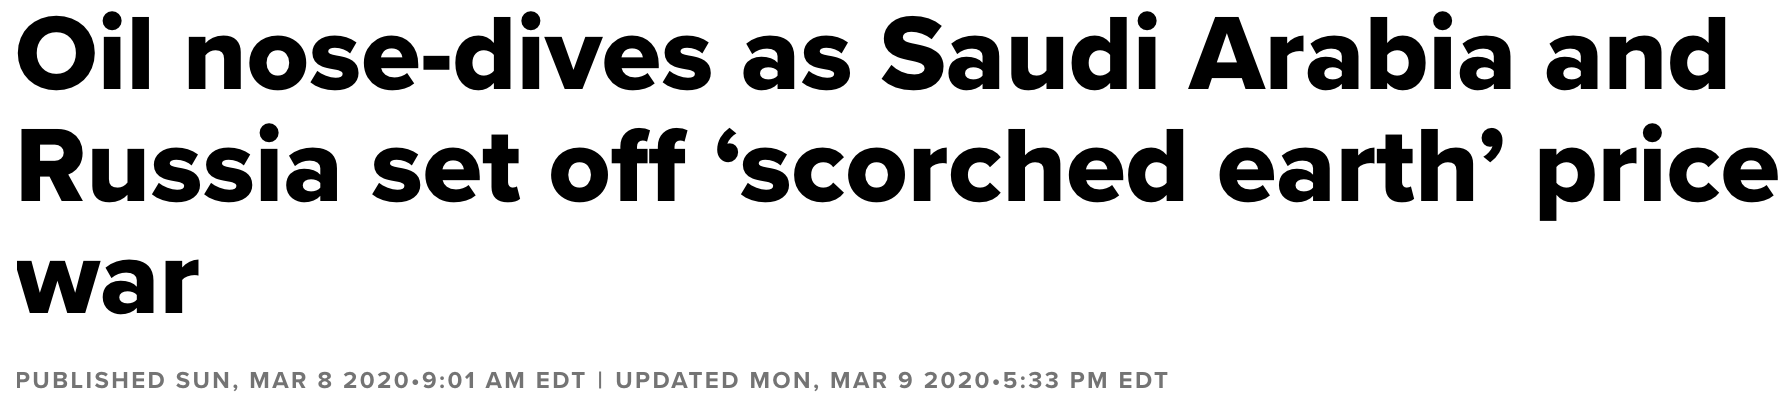 Oil nose-dives as Saudi Arabia and
Russia set off ‘scorched earth’ price
war
PUBLISHED SUN, MAR 8 2020•9:01 AM EDT | UPDATED MON, MAR 9 2020•5:33 PM EDT